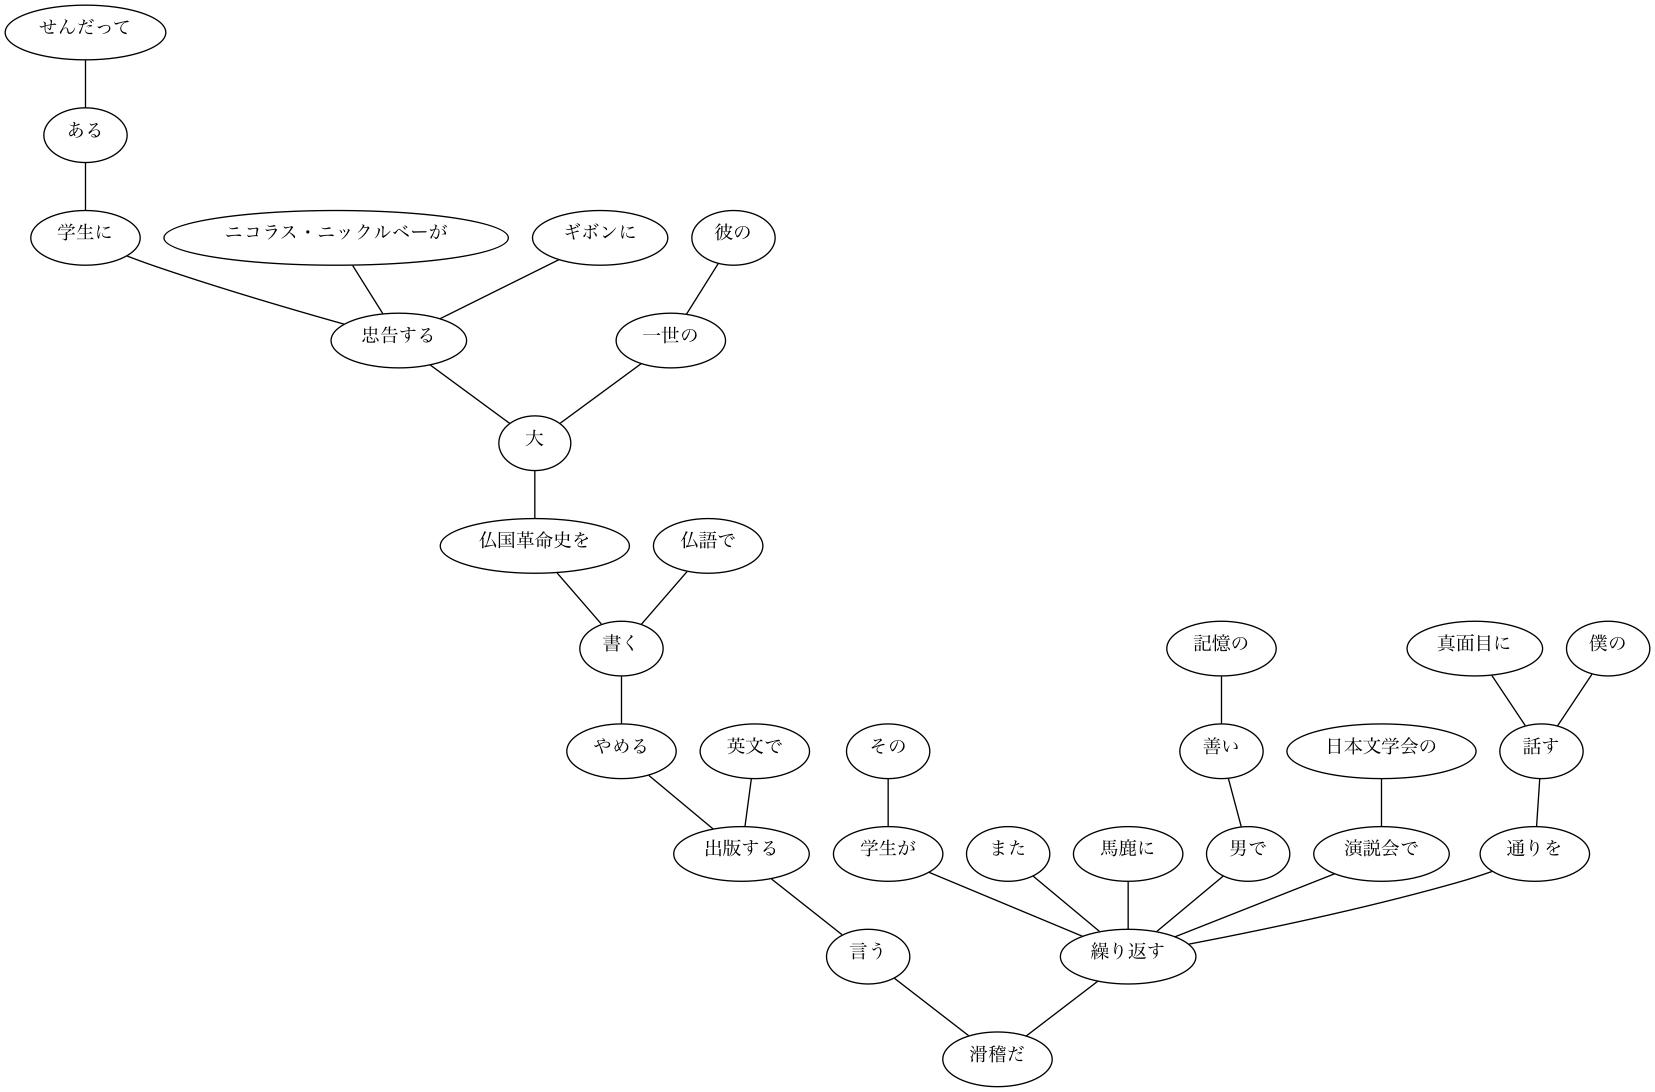 せんだって
ある
学生に
ニコラス・ニックルベーが
ギボンに
彼の
忠告する
一世の
大
仏国革命史を
仏語で
書く
記憶の
真面目に
僕の
やめる
英文で
その
善い
日本文学会の
話す
出版する
学生が
また
馬鹿に
男で
演説会で
通りを
言う
繰り返す
滑稽だ